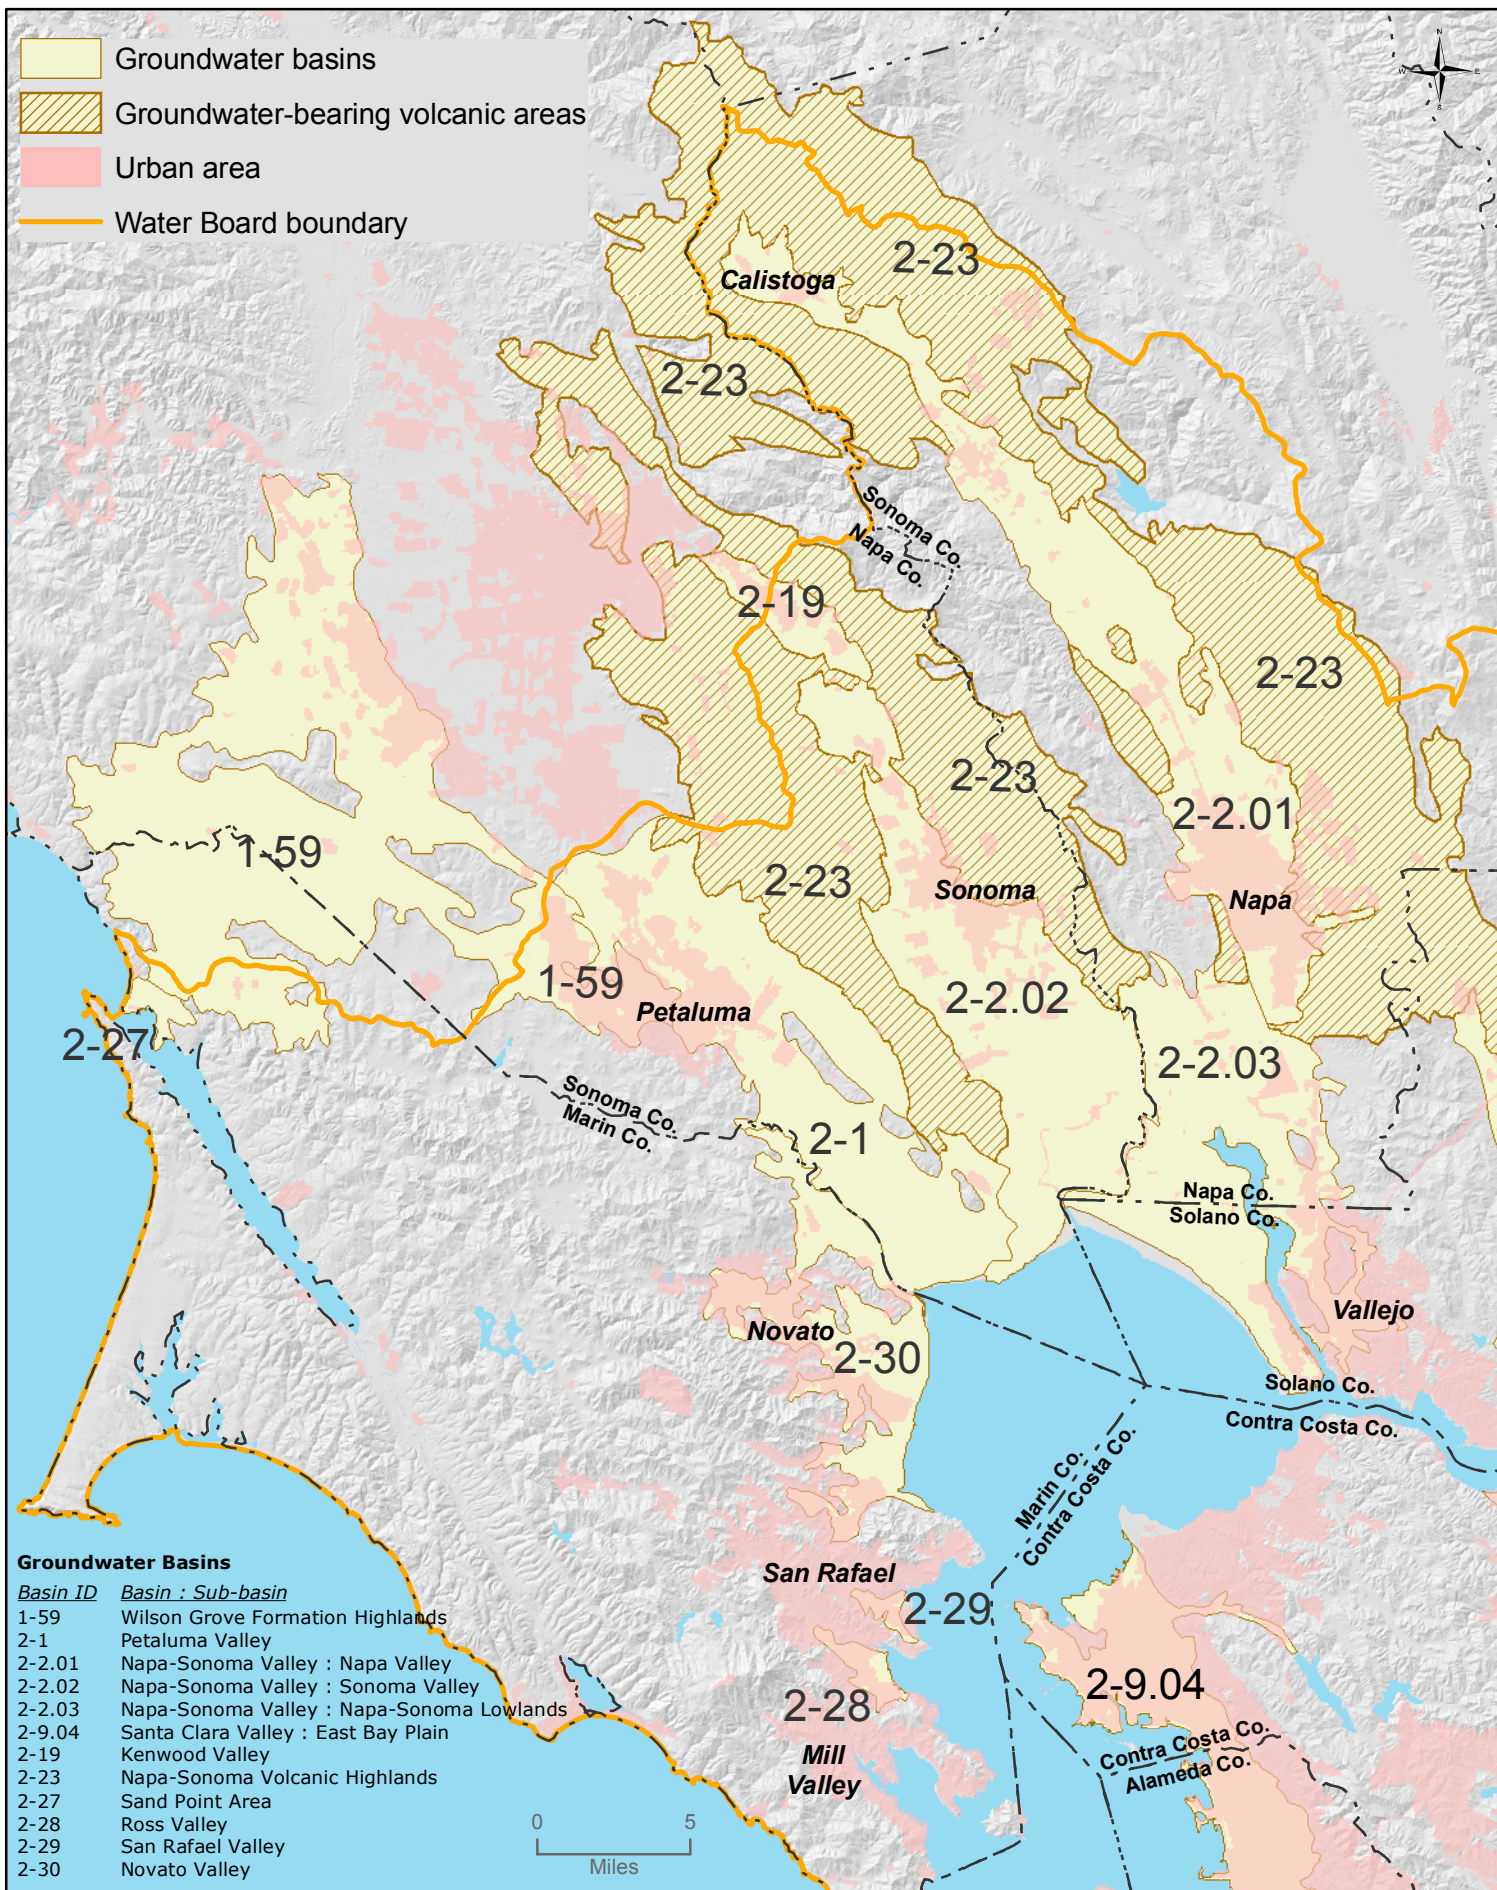 Groundwater basins
Groundwater-bearing volcanic areas
Urban area
Water Board boundary
N
W E
S
2-23
Calistoga
2-23
Sonoma Co.
Napa Co.
2-19
2-23
2-23
2-2.01
1-59
2-23
Sonoma
Napa
1-59
2-2.02
Petaluma
2-27
2-2.03
Sonoma Co.
Marin Co.
2-1
Napa Co.
Solano Co.
Vallejo
Novato
2-30
Solano Co.
Contra Costa Co.
Marin Co.
Contra Costa Co.
San Rafael
2-29
2-9.04
2-28
Mill
Valley
Contra Costa Co.
Alameda Co.
Groundwater Basins
Basin ID Basin : Sub-basin
1-59 Wilson Grove Formation Highlands
2-1 Petaluma Valley
2-2.01 Napa-Sonoma Valley : Napa Valley
2-2.02 Napa-Sonoma Valley : Sonoma Valley
2-2.03 Napa-Sonoma Valley : Napa-Sonoma Lowlands
2-9.04 Santa Clara Valley : East Bay Plain
2-19 Kenwood Valley
2-23 Napa-Sonoma Volcanic Highlands
2-27 Sand Point Area
2-28 Ross Valley
2-29 San Rafael Valley
2-30 Novato Valley
0 5
Miles